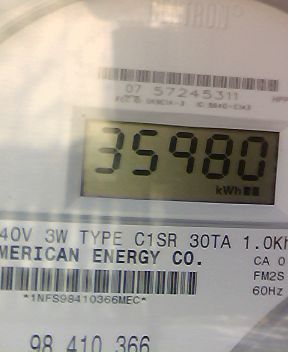 07 57245311
35980
kWh
40V 3W TYPE C1SR 30TA 1.0Kh
MERICAN ENERGY CO.
CA 0
FM2S
60Hz
*1NFS98410366MEC*
98 410 366